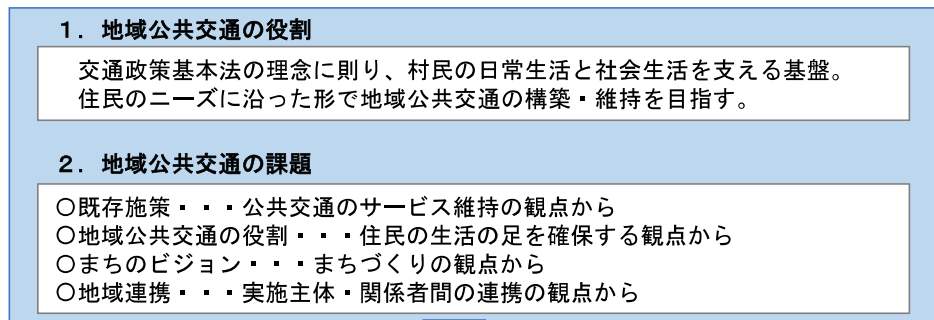 １．地域公共交通の役割
交通政策基本法の理念に則り、村民の日常生活と社会生活を支える基盤。
住民のニーズに沿った形で地域公共交通の構築・維持を目指す。
２．地域公共交通の課題
○既存施策・・・公共交通のサービス維持の観点から
○地域公共交通の役割・・・住民の生活の足を確保する観点から
○まちのビジョン・・・まちづくりの観点から
○地域連携・・・実施主体・関係者間の連携の観点から